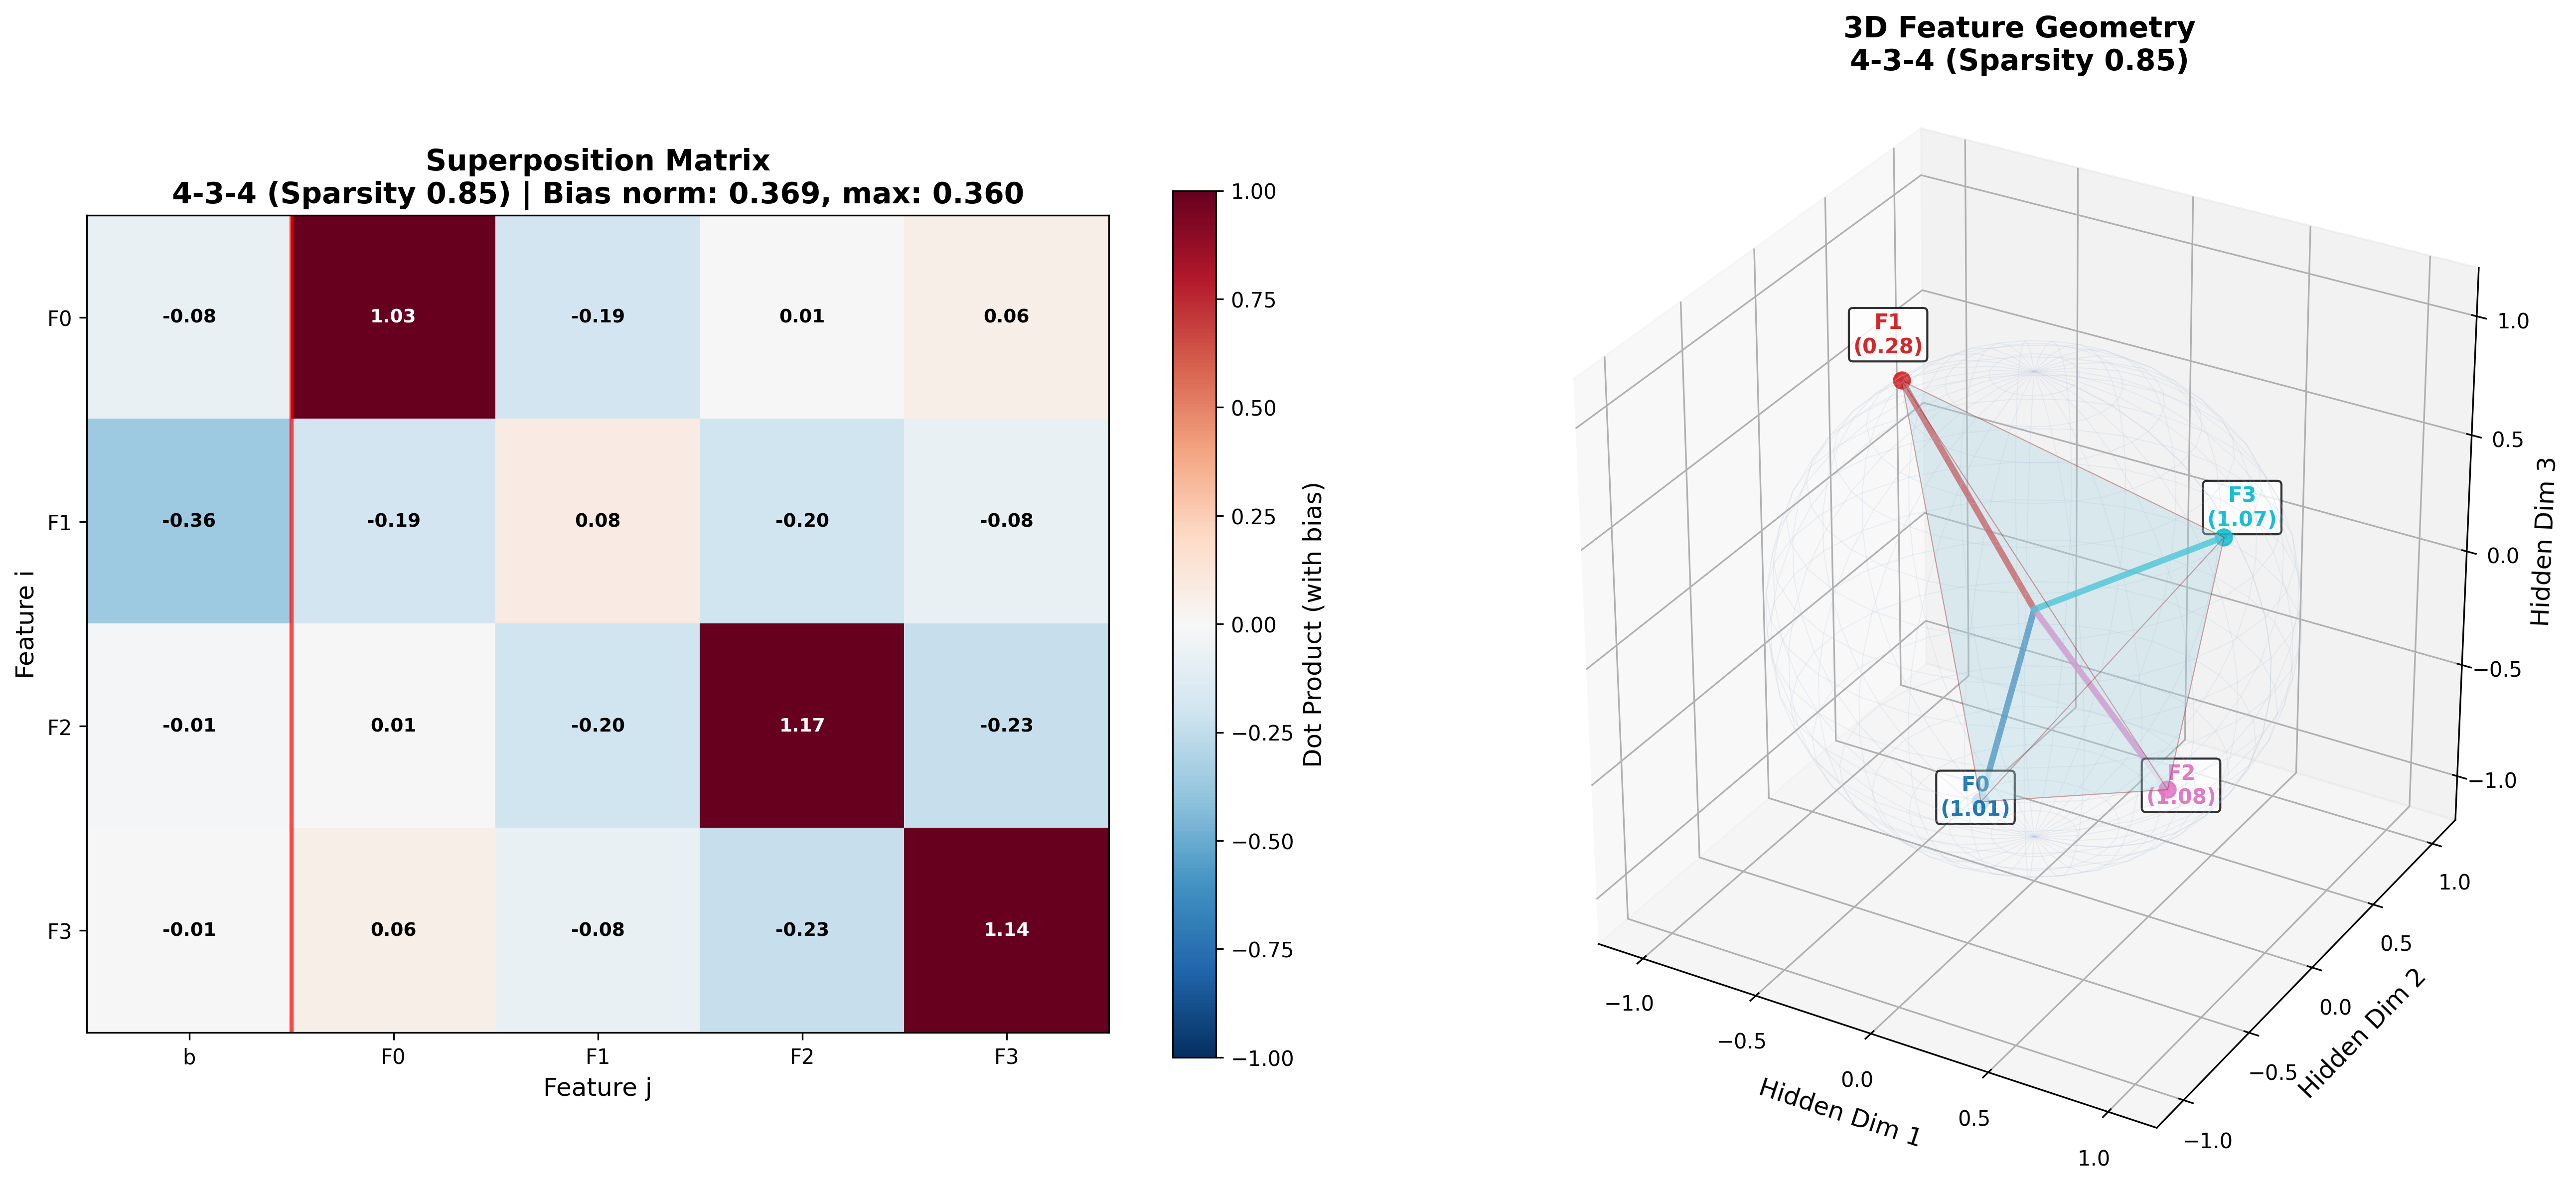 Superposition Matrix
4-3-4 (Sparsity 0.85) | Bias norm: 0.369, max: 0.360
Feature i
F0
-0.08
1.03
-0.19
0.01
0.06
F1
-0.36
-0.19
0.08
-0.20
-0.08
F2
-0.01
0.01
-0.20
1.17
-0.23
F3
-0.01
0.06
-0.08
-0.23
1.14
b
F0
F1
F2
F3
Feature j
1.00
0.75
0.50
0.25
0.00
−0.25
−0.50
−0.75
−1.00
Dot Product (with bias)
3D Feature Geometry
4-3-4 (Sparsity 0.85)
F1
(0.28)
F3
(1.07)
F0
(1.01)
F2
(1.08)
1.0
0.5
0.0
−0.5
−1.0
Hidden Dim 3
1.0
0.5
0.0
−0.5
−1.0
Hidden Dim 2
−1.0
−0.5
0.0
0.5
1.0
Hidden Dim 1